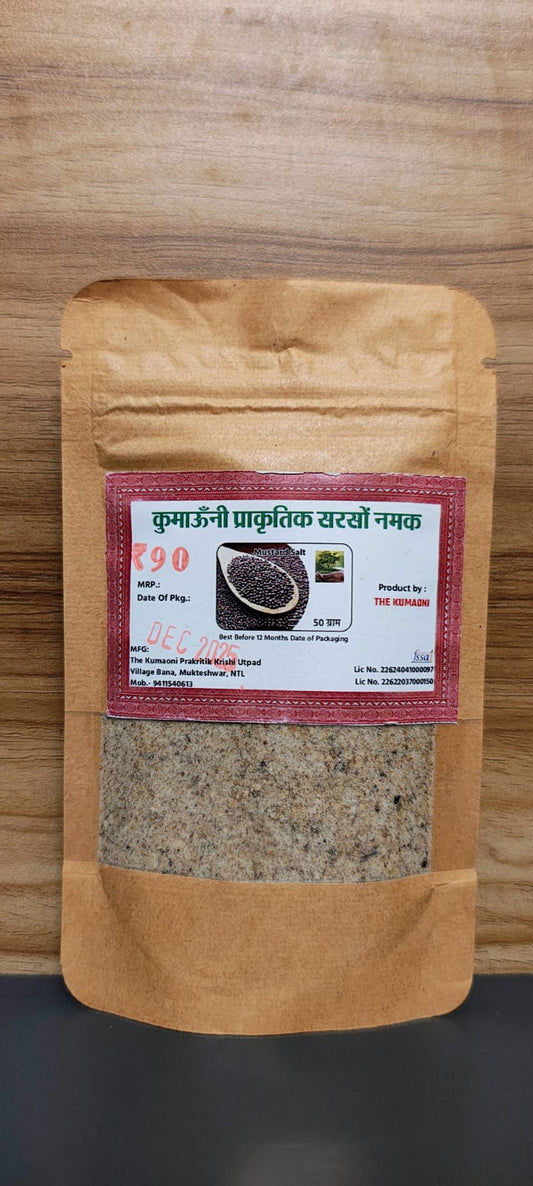 कुमाऊँनी प्राकृतिक सरसों नमक
₹90
Mustard Salt
MRP.:
Date Of Pkg.:
50 ग्राम
Product by :
THE KUMAONI
Best Before 12 Months Date of Packaging
DEC 2025
MFG:
The Kumaoni Prakritik Krishi Utpad
Village Bana, Mukteshwar, NTL
Mob.- 9411540613
fssai
Lic No. 22624041000097
Lic No. 22622037000150